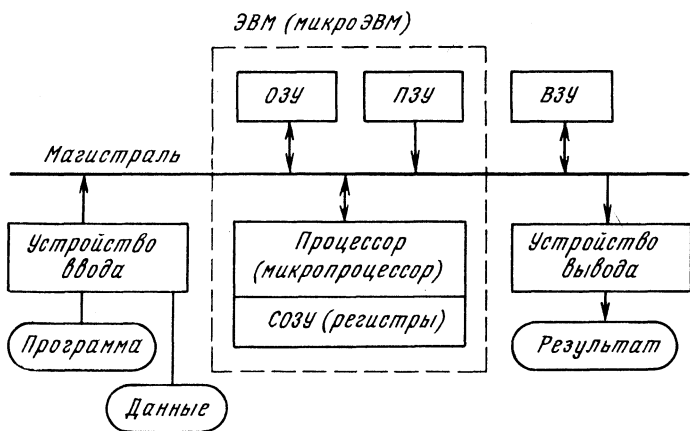 ЭВМ (микроЭВМ)
ОЗУ
ПЗУ
ВЗУ
Магистраль
Устройство
ввода
Процессор
(микропроцессор)
СОЗУ (регистры)
Устройство
вывода
Программа
Данные
Результат